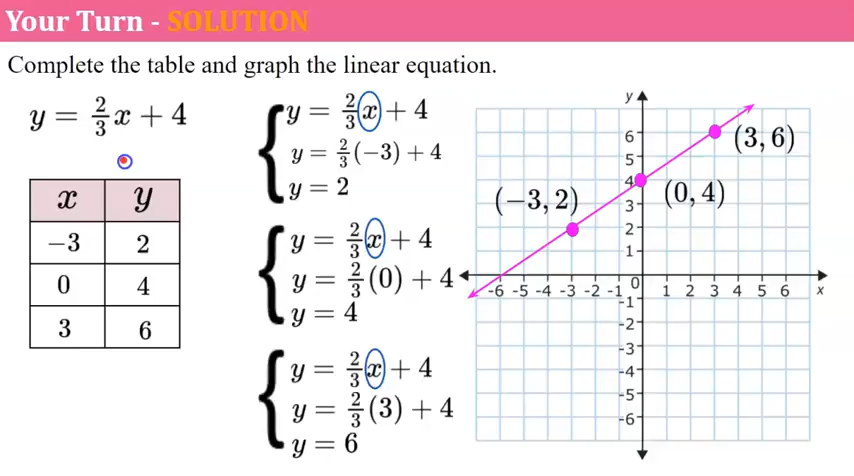 Your Turn - SOLUTION
Complete the table and graph the linear equation.
y = 2/3 x + 4
x y
−3 2
0 4
3 6
y = 2/3 x + 4
y = 2/3 (−3) + 4
y = 2
y = 2/3 x + 4
y = 2/3 (0) + 4
y = 4
y = 2/3 x + 4
y = 2/3 (3) + 4
y = 6
y
6
5
4
3
2
1
0
-1
-2
-3
-4
-5
-6
-6 -5 -4 -3 -2 -1 1 2 3 4 5 6 x
(3, 6)
(−3, 2)
(0, 4)